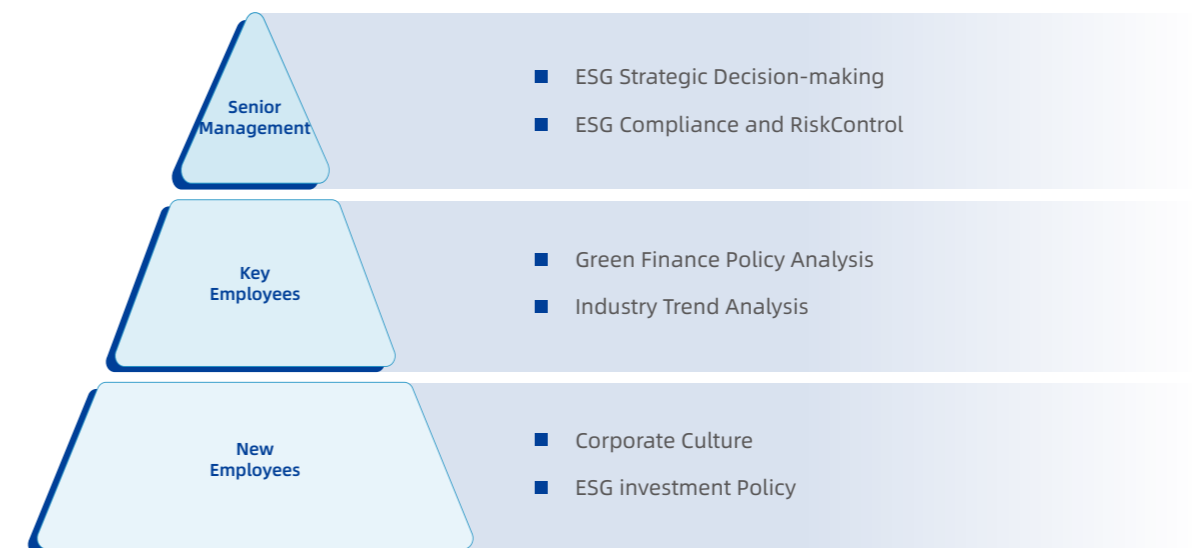 Senior
Management
ESG Strategic Decision-making
ESG Compliance and RiskControl
Key
Employees
Green Finance Policy Analysis
Industry Trend Analysis
New
Employees
Corporate Culture
ESG investment Policy